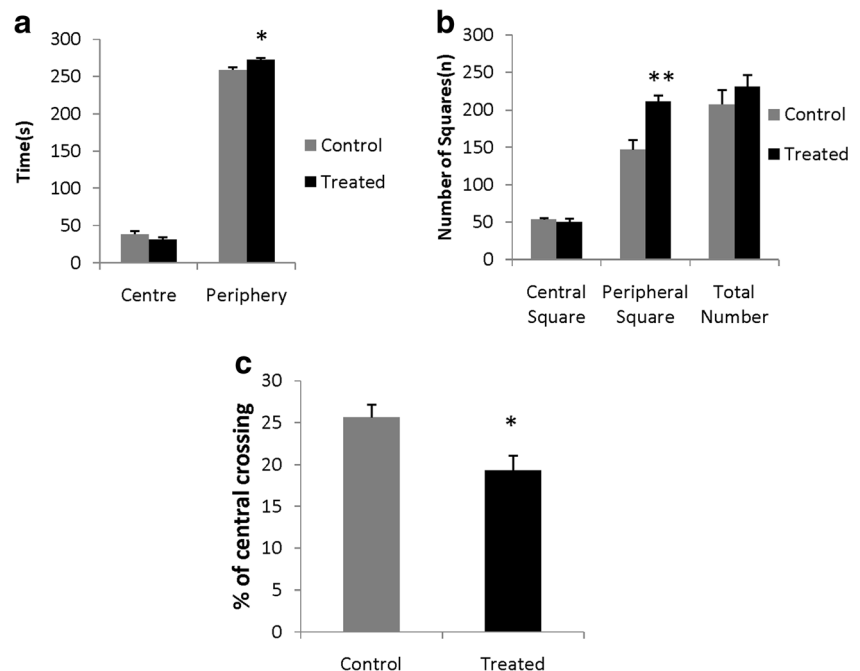 a
*
300
250
200
150
100
50
0
Time(s)
Control
Treated
Centre
Periphery
b
**
300
250
200
150
100
50
0
Number of Squares(n)
Control
Treated
Central
Square
Peripheral
Square
Total
Number
c
*
30
25
20
15
10
5
0
% of central crossing
Control
Treated